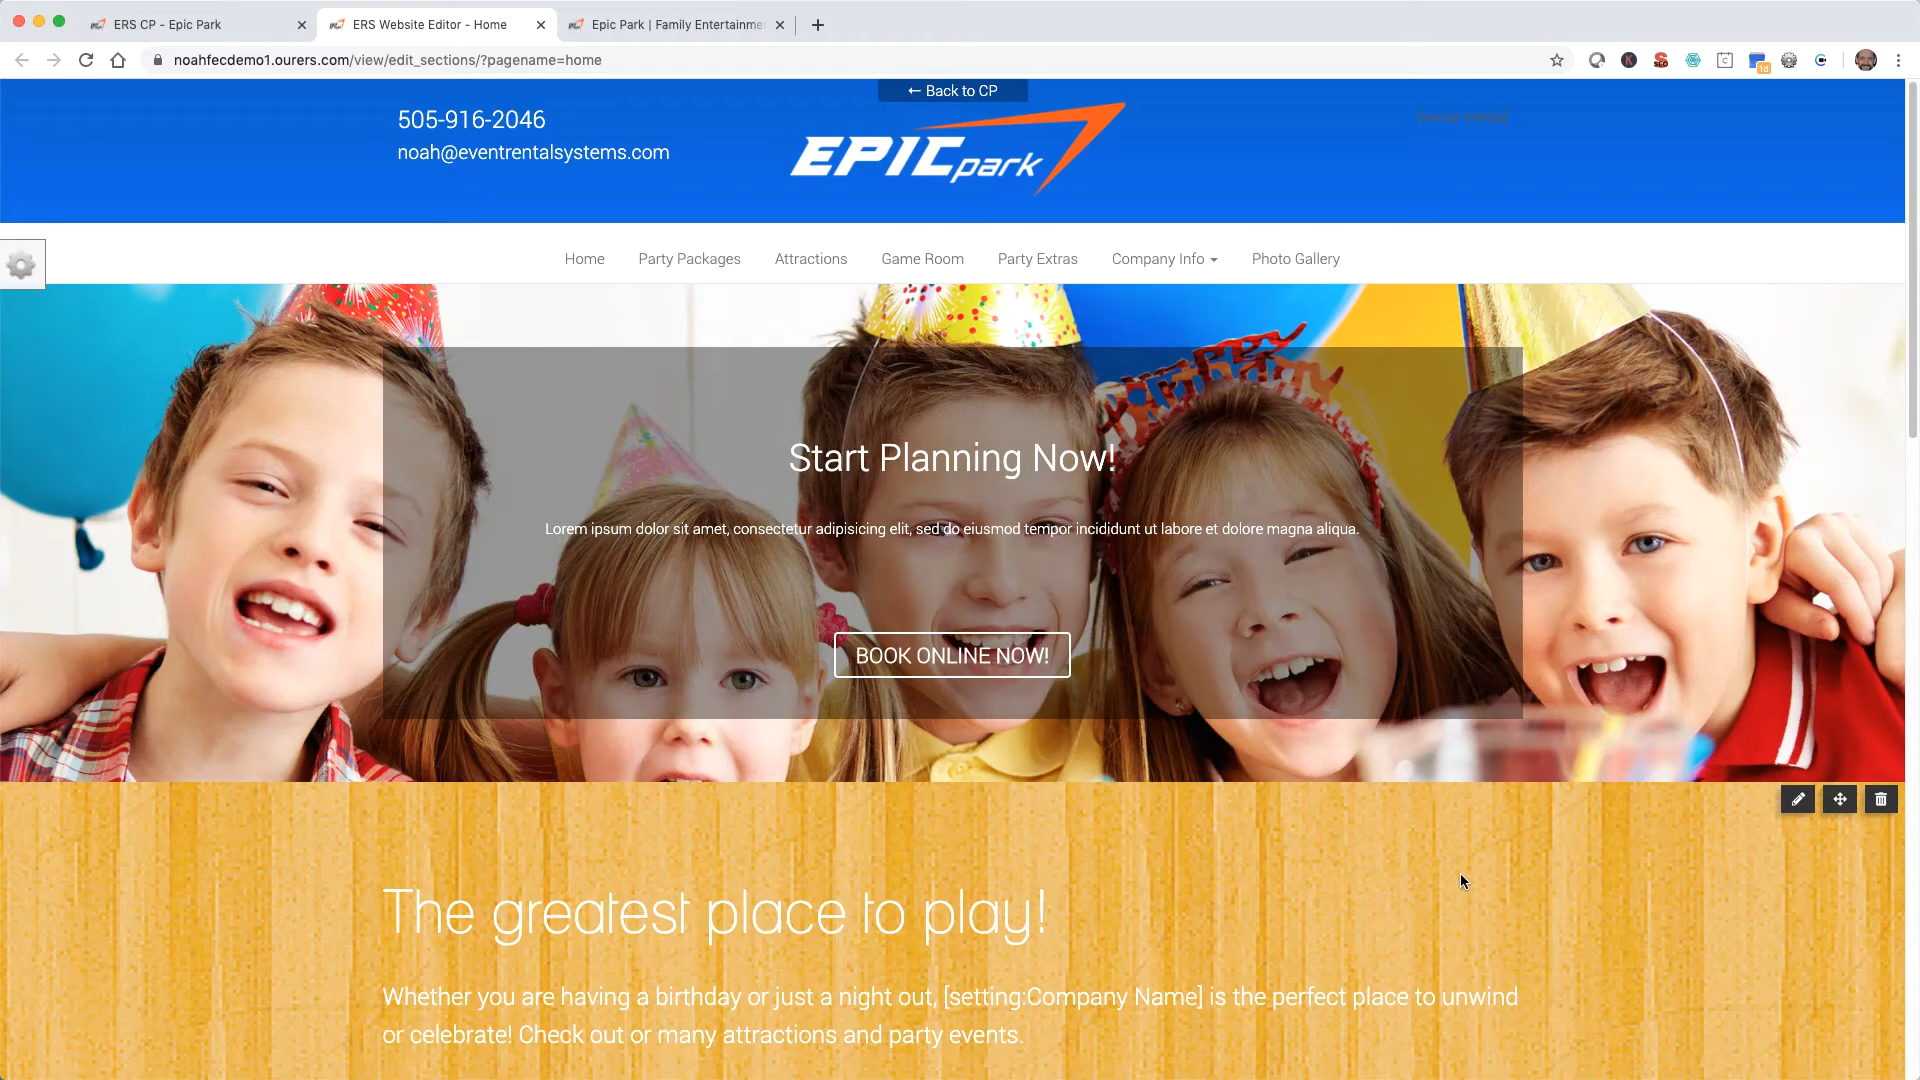 ERS CP - Epic Park
ERS Website Editor - Home
Epic Park | Family Entertainme
noahfecdemo1.ourers.com/view/edit_sections/?pagename=home
← Back to CP
505-916-2046
noah@eventrentalsystems.com
EPIC park
[social-media]
Home Party Packages Attractions Game Room Party Extras Company Info Photo Gallery
Start Planning Now!
Lorem ipsum dolor sit amet, consectetur adipisicing elit, sed do eiusmod tempor incididunt ut labore et dolore magna aliqua.
BOOK ONLINE NOW!
The greatest place to play!
Whether you are having a birthday or just a night out, [setting:Company Name] is the perfect place to unwind
or celebrate! Check out or many attractions and party events.